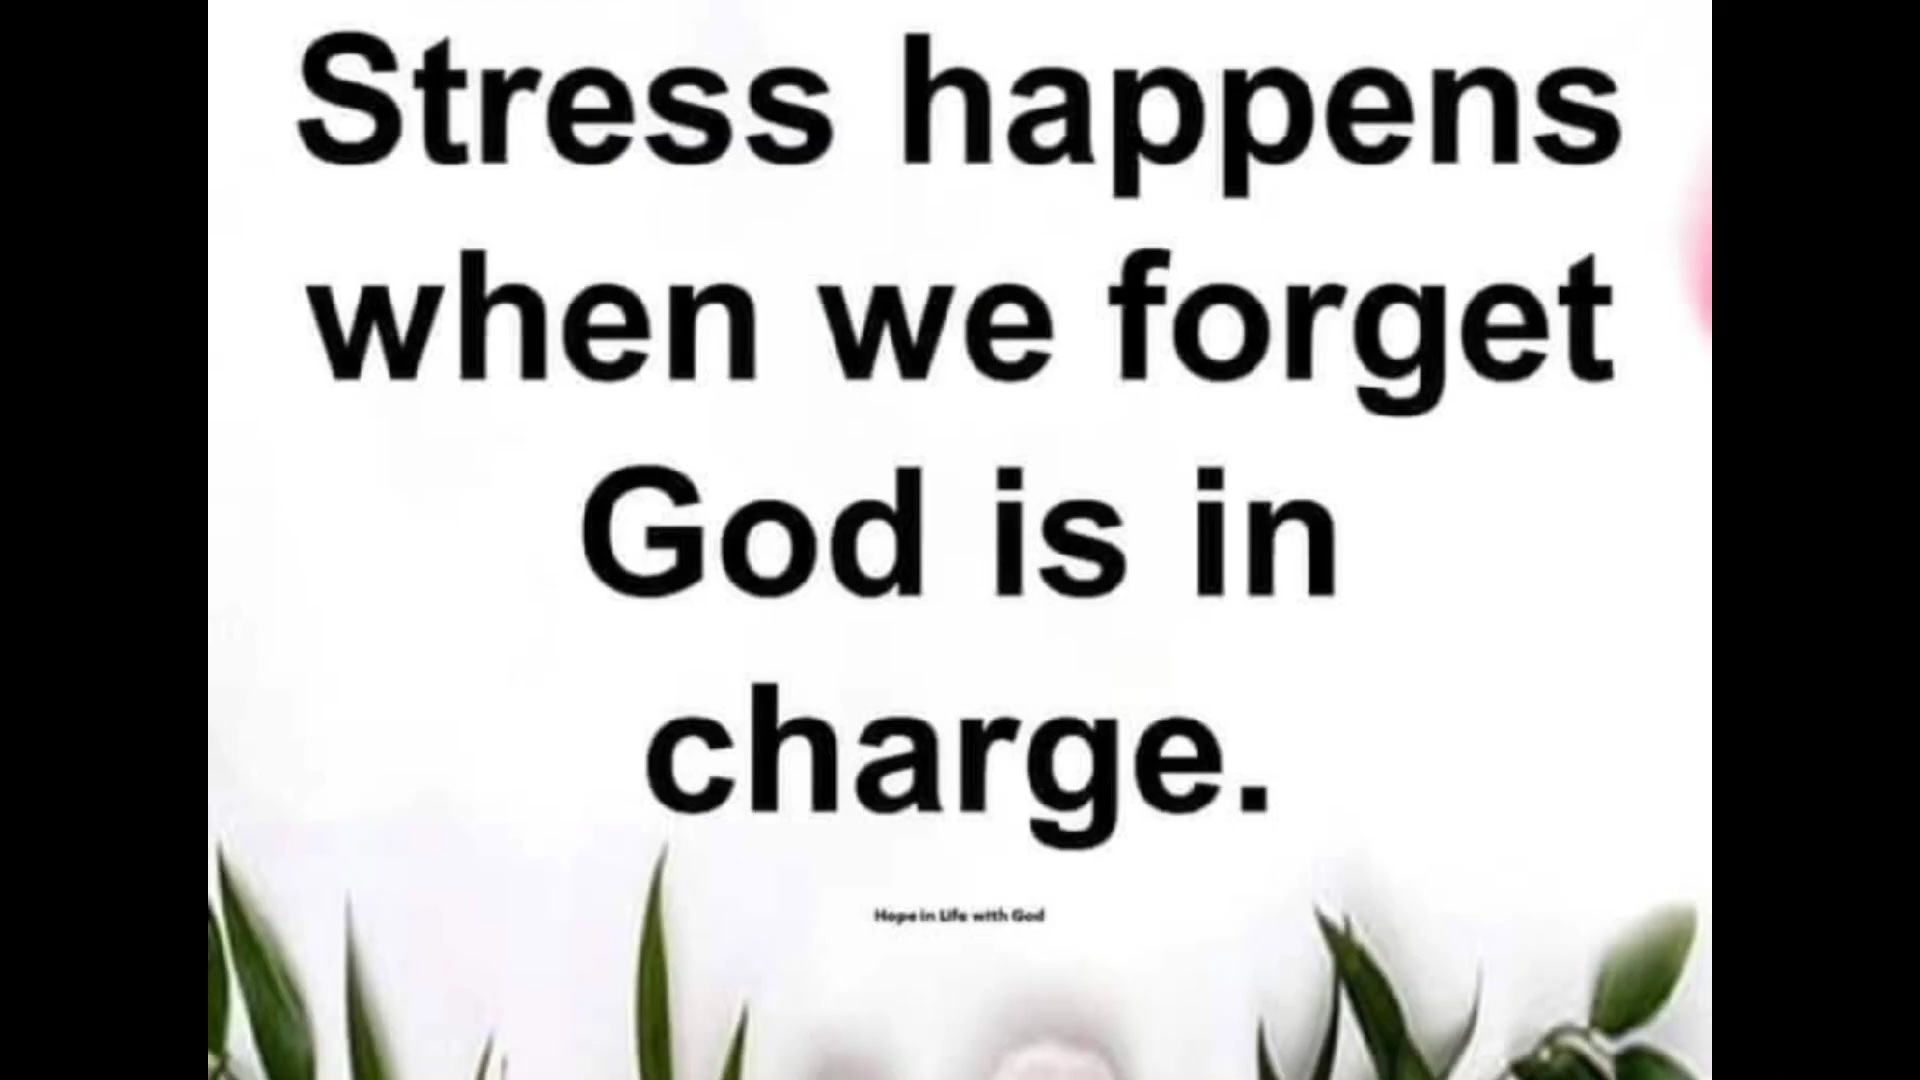 Stress happens
when we forget
God is in
charge.
Hope in Life with God